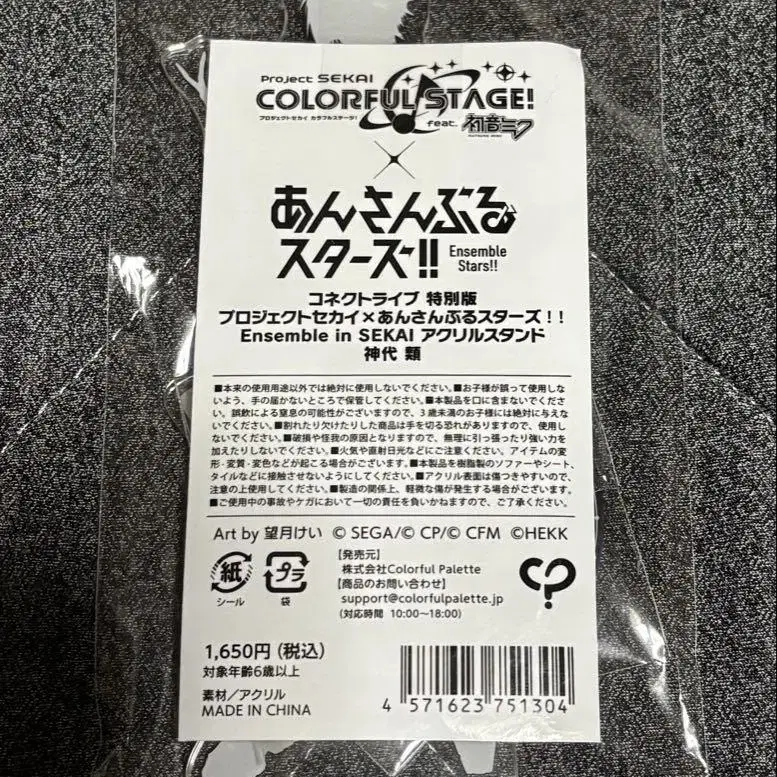 Project SEKAI
COLORFUL STAGE!
プロジェクトセカイ カラフルステージ!
feat. 初音ミク
HATSUNE MIKU
×
あんさんぶる
スターズ!!
Ensemble
Stars!!
コネクトライブ 特別版
プロジェクトセカイ×あんさんぶるスターズ!!
Ensemble in SEKAI アクリルスタンド
神代 類
■本来の使用用途以外では絶対に使用しないでください。■お子様が誤って使用しな
いよう、手の届かないところで保管してください。■本製品を口に含まないでくださ
い。誤飲による窒息の可能性がございますので、3歳未満のお子様には絶対に与えな
いでください。■割れたり欠けたりした商品は手を切る恐れがありますので、使用し
ないでください。■破損や怪我の原因となりますので、無理に引っ張ったり強い力を
加えたりしないでください。■火気や直射日光などにご注意ください。アイテムの変
形・変質・変色などが起こる場合がございます。■本製品を樹脂製のソファーやシート、
タイルなどに接触させないようにしてください。■アクリル表面は傷つきやすいので、
注意の上使用してください。■製造の関係上、軽微な傷が発生する場合がございます。
■ご使用中の事故やケガにおいて一切の責任を負いかねますので、ご了承ください。
Art by 望月けい © SEGA/© CP/© CFM ©HEKK
紙
シール
プラ
袋
【発売元】
株式会社Colorful Palette
【商品のお問い合わせ】
support@colorfulpalette.jp
(対応時間 10:00~18:00)
1,650円(税込)
対象年齢6歳以上
素材/アクリル
MADE IN CHINA
4 571623 751304